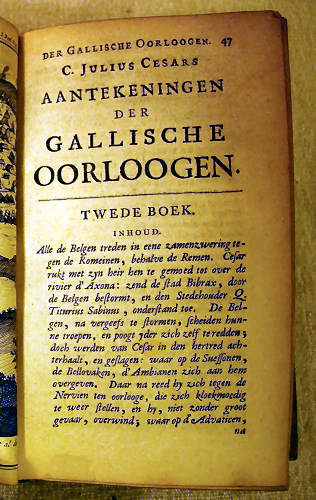 DER GALLISCHE OORLOOGEN. 47
C. JULIUS CESARS
AANTEKENINGEN
DER
GALLISCHE
OORLOOGEN.
TWEDE BOEK.
INHOUD.
Alle de Belgen treden in eene zamenzwering te-
gen de Romeinen, behalve de Remen. Cesar
rukt met zyn heir hen te gemoed tot over de
rivier d'Axona: zend de stad Bibrax, door
de Belgen bestormt, en den Stedehouder Q.
Titurius Sabinus, onderstand toe. De Bel-
gen, na vergeefs te stormen, scheiden hun-
ne troepen, en poogt yder zich zelf te redden;
doch werden van Cesar in den hertred ach-
terhaalt, en geslagen: waar op de Suessonen,
de Bellovaken, d'Ambianen zich aan hem
overgeven. Daar na reed hy zich tegen de
Nervien ten oorloge, die zich kloekmoedig
te weer stellen, en hy, niet zonder groot
gevaar, overwind; waar op d'Advaticen,
na